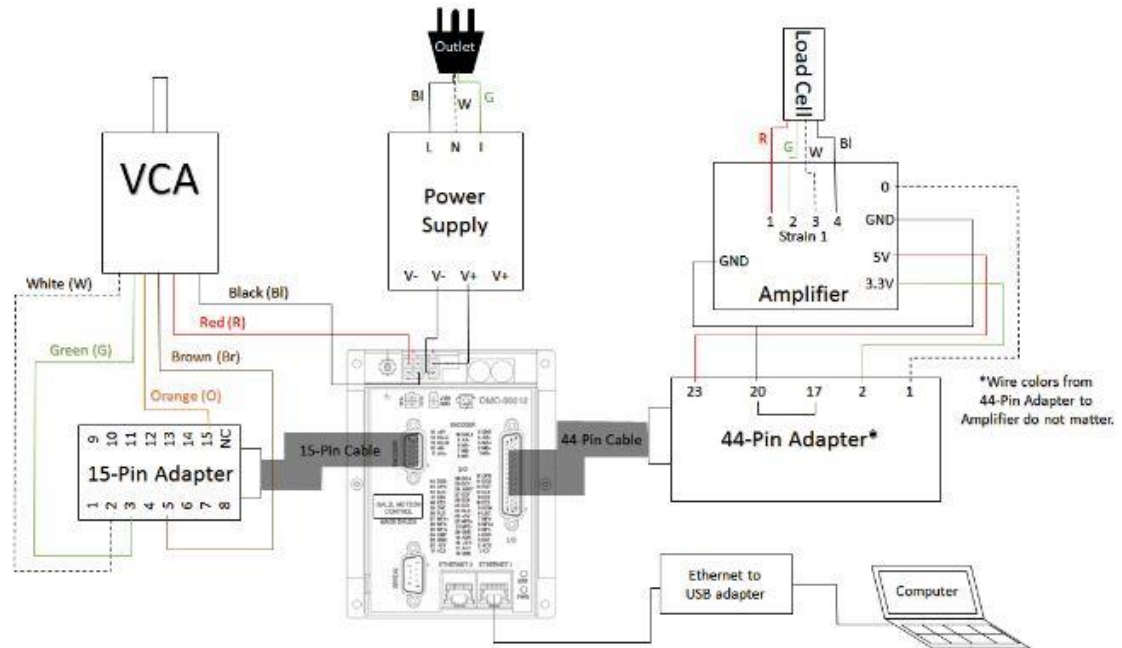 Outlet
Bl
W
G
L N I
Power
Supply
V- V- V+ V+
VCA
White (W)
Green (G)
Orange (O)
Brown (Br)
Red (R)
Black (Bl)
9 10 11 12 13 14 15 NC
15-Pin Adapter
1 2 3 4 5 6 7 8
15-Pin Cable
44-Pin Cable
ENCODER
I/O
GALIL MOTION
CONTROL
I/O
ETHERNET 0 ETHERNET 1
Load Cell
R
G
W
Bl
1 2 3 4
Strain 1
0
GND
5V
3.3V
GND
Amplifier
23 20 17 2 1
44-Pin Adapter*
*Wire colors from
44-Pin Adapter to
Amplifier do not matter.
Ethernet to
USB adapter
Computer